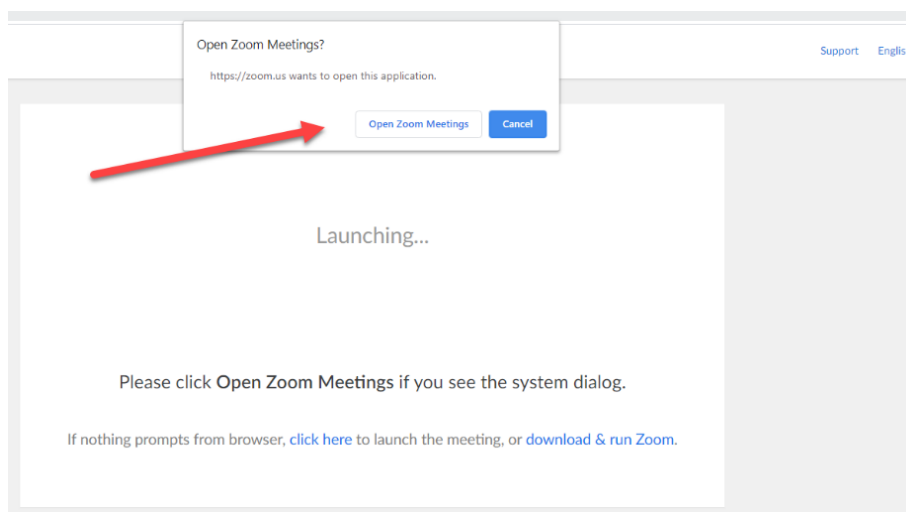 Open Zoom Meetings?
https://zoom.us wants to open this application.
Open Zoom Meetings Cancel
Support Englis
Launching...
Please click Open Zoom Meetings if you see the system dialog.
If nothing prompts from browser, click here to launch the meeting, or download & run Zoom.